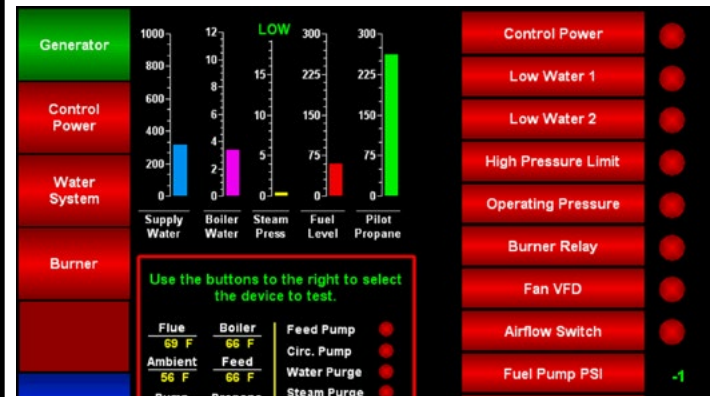 Generator
Control
Power
Water
System
Burner
LOW
1000
800
600
400
200
0
12
10
8
6
4
2
0
15
10
5
0
300
225
150
75
0
300
225
150
75
0
Supply
Water
Boiler
Water
Steam
Press
Fuel
Level
Pilot
Propane
Use the buttons to the right to select
the device to test.
Flue Boiler
69 F 66 F
Ambient Feed
56 F 66 F
Feed Pump
Circ. Pump
Water Purge
Steam Purge
Control Power
Low Water 1
Low Water 2
High Pressure Limit
Operating Pressure
Burner Relay
Fan VFD
Airflow Switch
Fuel Pump PSI -1